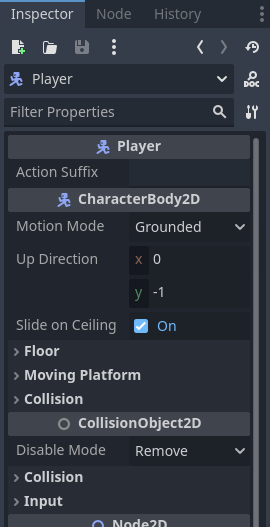 Inspector Node History
Player
DOC
Filter Properties
Player
Action Suffix
CharacterBody2D
Motion Mode Grounded
Up Direction x 0
y -1
Slide on Ceiling On
Floor
Moving Platform
Collision
CollisionObject2D
Disable Mode Remove
Collision
Input
Node2D